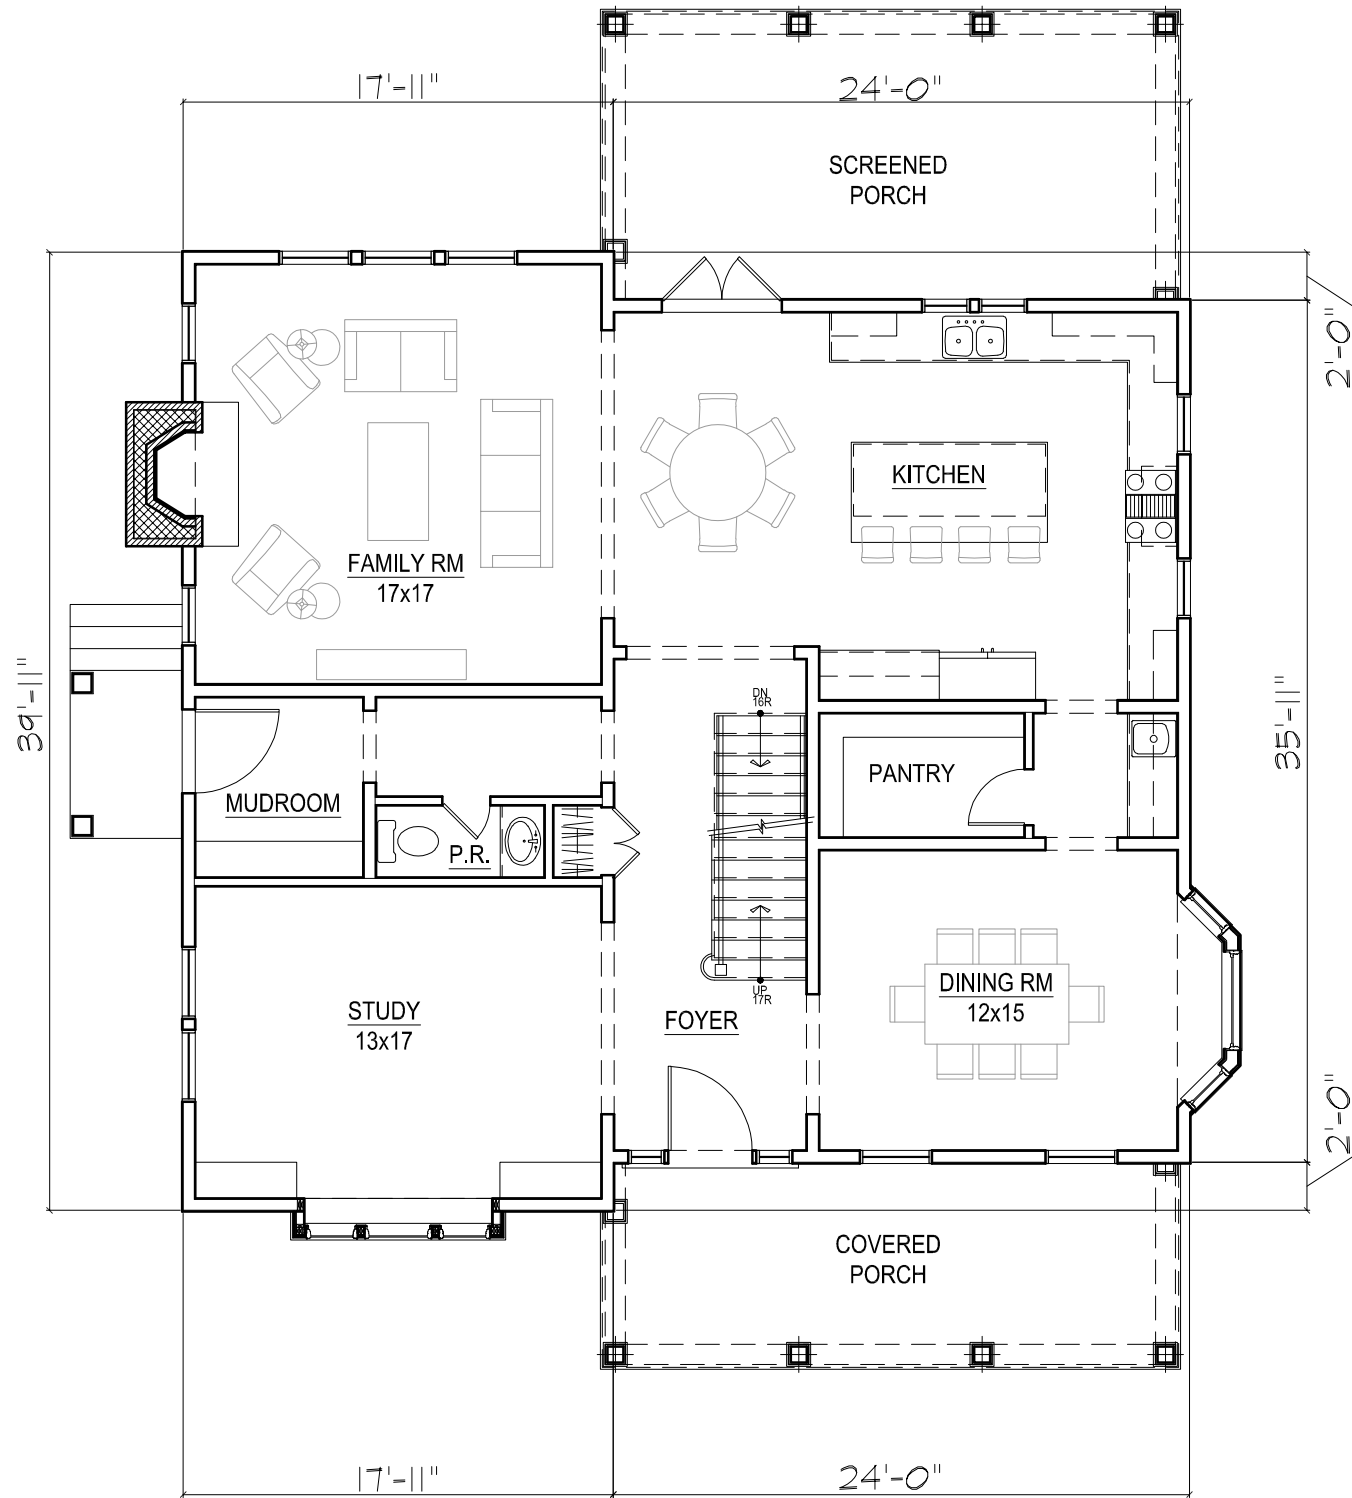 17'-11"
24'-0"
SCREENED
PORCH
2'-0"
KITCHEN
FAMILY RM
17x17
39'-11"
DN
16R
35'-11"
PANTRY
MUDROOM
P.R.
DINING RM
12x15
UP
17R
STUDY
13x17
FOYER
2'-0"
COVERED
PORCH
17'-11"
24'-0"